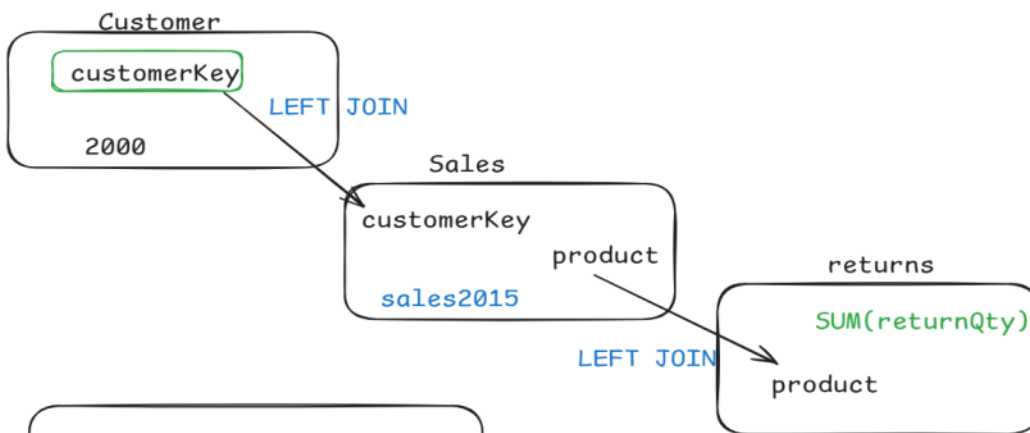 Customer
customerKey
LEFT JOIN
2000
Sales
customerKey
product
sales2015
returns
SUM(returnQty)
LEFT JOIN
product